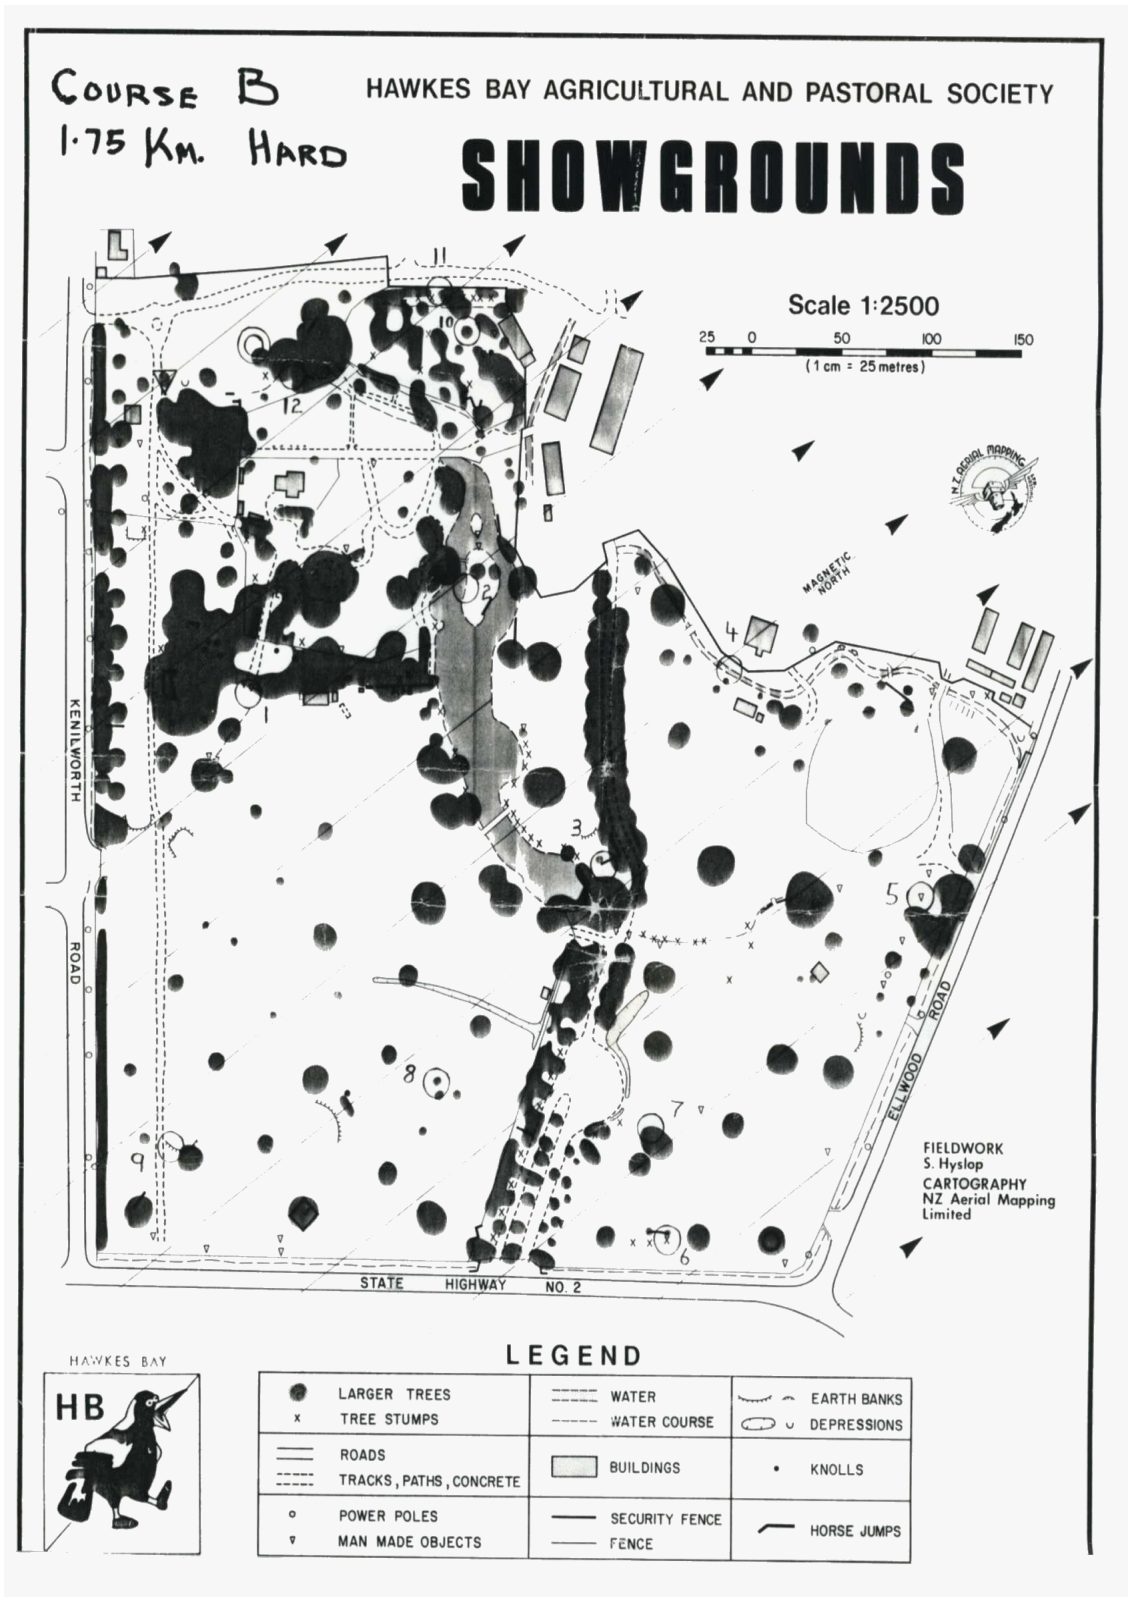 COURSE B
1.75 KM. HARD
HAWKES BAY AGRICULTURAL AND PASTORAL SOCIETY
SHOWGROUNDS
Scale 1:2500
25 0 50 100 150
(1 cm = 25 metres)
N.Z. AERIAL MAPPING
MAGNETIC
NORTH
11
10
12
2
4
1
3
5
8
7
9
6
KENILWORTH
ROAD
ELLWOOD ROAD
STATE HIGHWAY NO. 2
FIELDWORK
S. Hyslop
CARTOGRAPHY
NZ Aerial Mapping
Limited
HAWKES BAY
HB
LEGEND
LARGER TREES
x TREE STUMPS
ROADS
TRACKS, PATHS, CONCRETE
POWER POLES
MAN MADE OBJECTS
WATER
WATER COURSE
BUILDINGS
SECURITY FENCE
FENCE
EARTH BANKS
DEPRESSIONS
KNOLLS
HORSE JUMPS